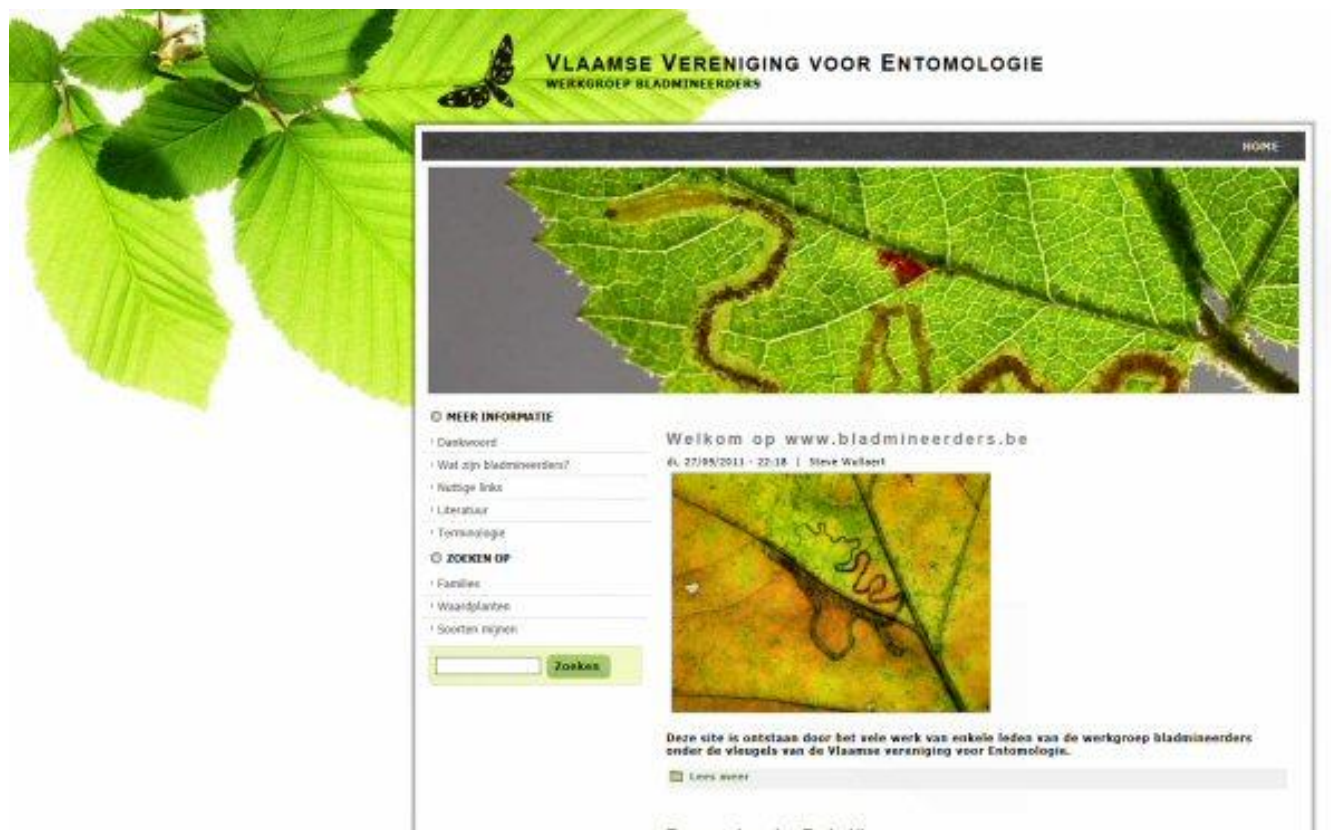 VLAAMSE VERENIGING VOOR ENTOMOLOGIE
WERKGROEP BLADMINEERDERS
HOME
MEER INFORMATIE
Dankwoord
Wat zijn bladmineerders?
Nuttige links
Literatuur
Terminologie
ZOEKEN OP
Families
Waardplanten
Soorten mijnen
Zoeken
Welkom op www.bladmineerders.be
di, 27/09/2011 - 22:18 | Steve Wullaert
Deze site is ontstaan door het vele werk van enkele leden van de werkgroep bladmineerders
onder de vleugels van de Vlaamse vereniging voor Entomologie.
Lees meer